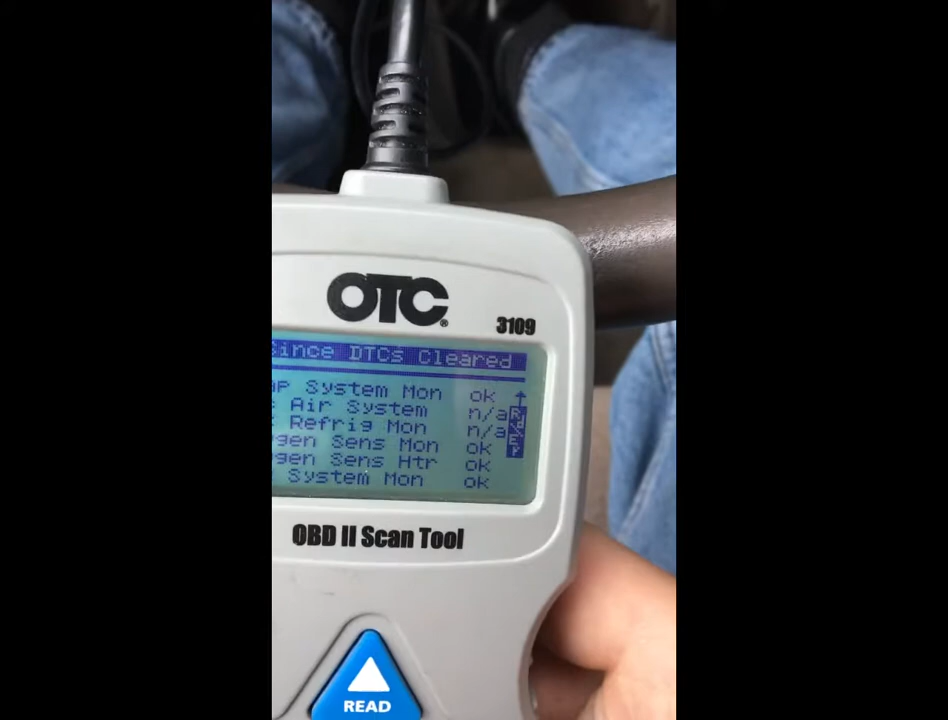 OTC®
3109
Since DTCs Cleared
System Mon ok
Air System n/a
Refrig Mon n/a
gen Sens Mon ok
gen Sens Htr ok
System Mon ok
OBD II Scan Tool
READ